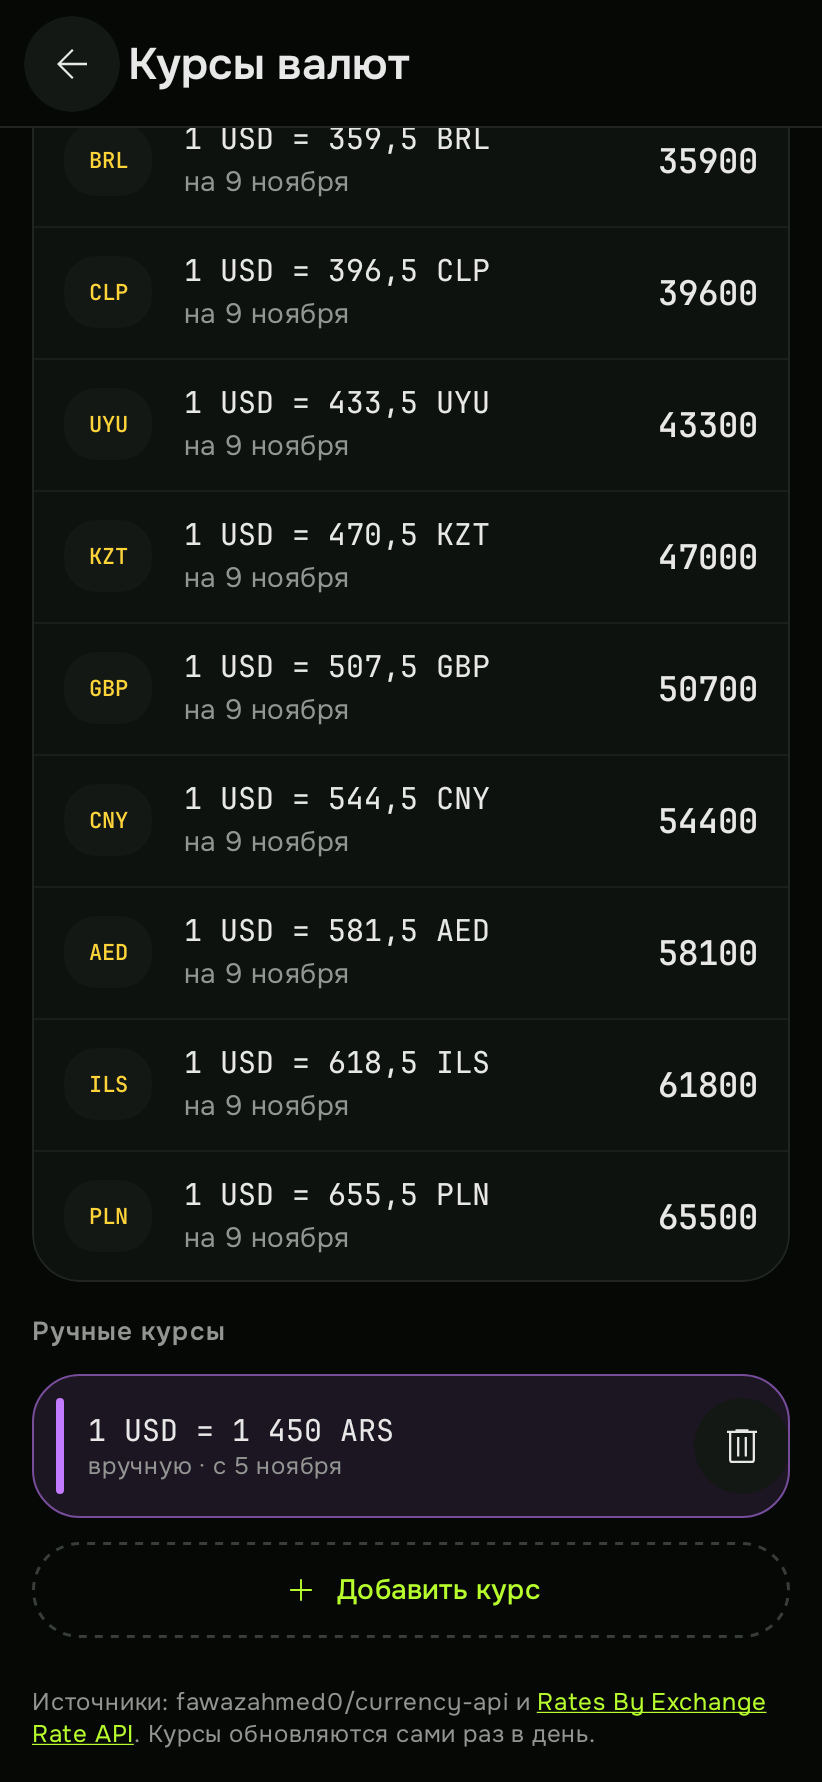 Курсы валют
BRL
1 USD = 359,5 BRL
на 9 ноября
35900
CLP
1 USD = 396,5 CLP
на 9 ноября
39600
UYU
1 USD = 433,5 UYU
на 9 ноября
43300
KZT
1 USD = 470,5 KZT
на 9 ноября
47000
GBP
1 USD = 507,5 GBP
на 9 ноября
50700
CNY
1 USD = 544,5 CNY
на 9 ноября
54400
AED
1 USD = 581,5 AED
на 9 ноября
58100
ILS
1 USD = 618,5 ILS
на 9 ноября
61800
PLN
1 USD = 655,5 PLN
на 9 ноября
65500
Ручные курсы
1 USD = 1 450 ARS
вручную · с 5 ноября
+ Добавить курс
Источники: fawazahmed0/currency-api и Rates By Exchange
Rate API. Курсы обновляются сами раз в день.